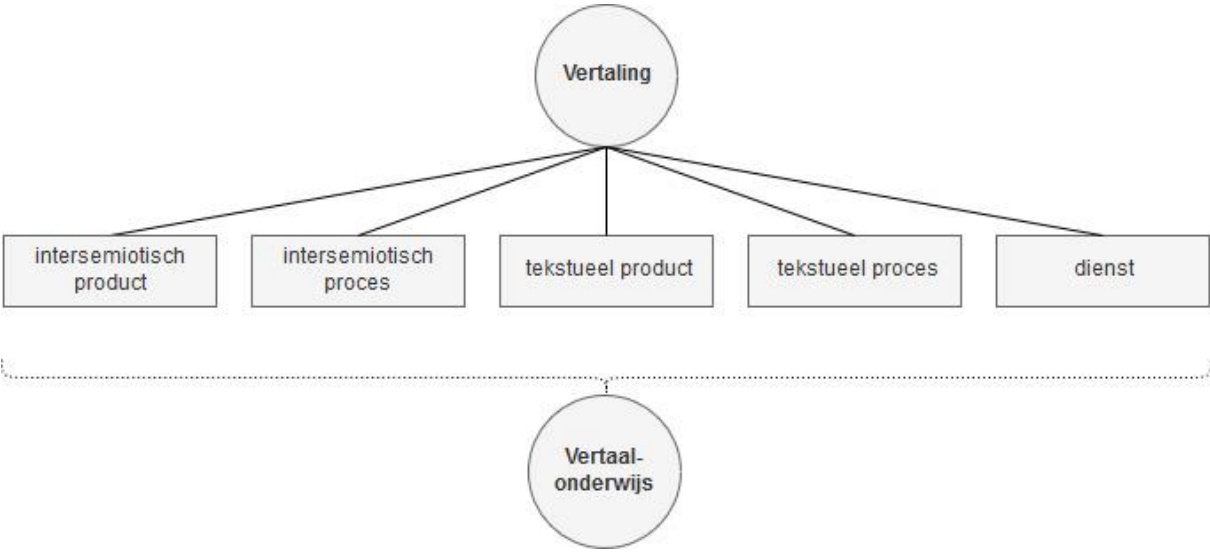 Vertaling
intersemiotisch
product
intersemiotisch
proces
tekstueel product
tekstueel proces
dienst
Vertaal-
onderwijs